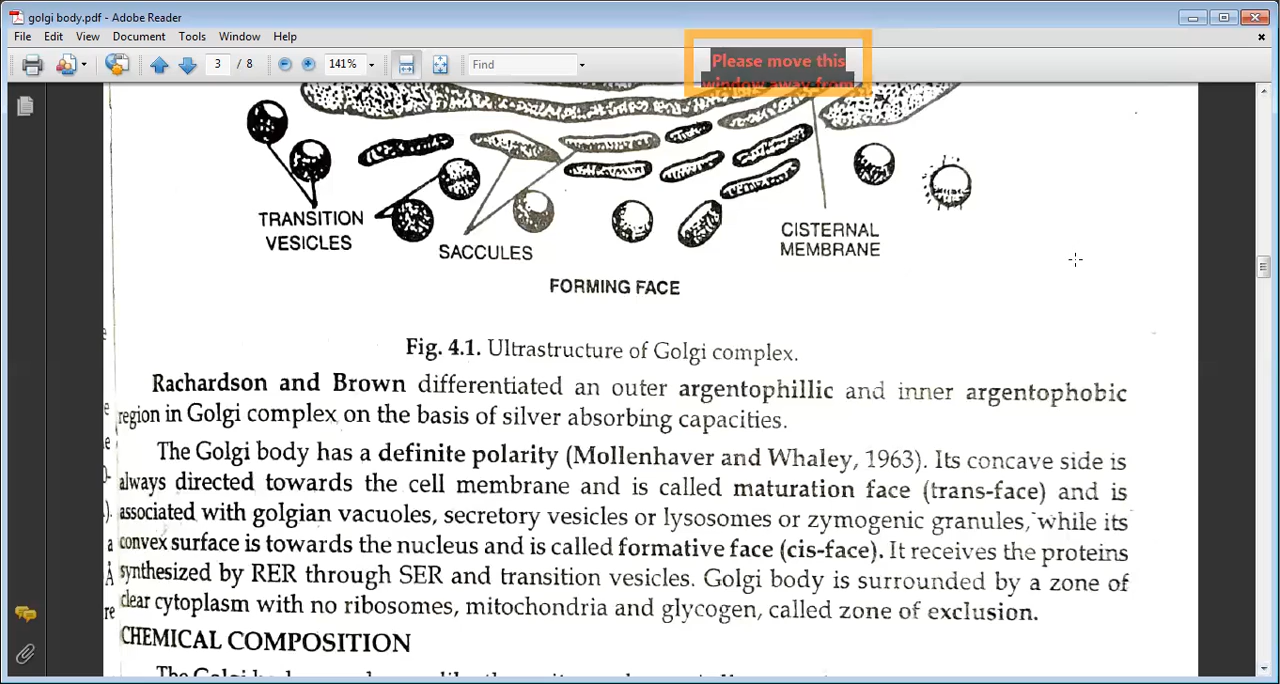 golgi body.pdf - Adobe Reader
File Edit View Document Tools Window Help
3 / 8 141% Find
Please move this
window away from
TRANSITION
VESICLES
SACCULES
CISTERNAL
MEMBRANE
FORMING FACE
Fig. 4.1. Ultrastructure of Golgi complex.
Rachardson and Brown differentiated an outer argentophillic and inner argentophobic
region in Golgi complex on the basis of silver absorbing capacities.
The Golgi body has a definite polarity (Mollenhaver and Whaley, 1963). Its concave side is
always directed towards the cell membrane and is called maturation face (trans-face) and is
associated with golgian vacuoles, secretory vesicles or lysosomes or zymogenic granules, while its
convex surface is towards the nucleus and is called formative face (cis-face). It receives the proteins
synthesized by RER through SER and transition vesicles. Golgi body is surrounded by a zone of
clear cytoplasm with no ribosomes, mitochondria and glycogen, called zone of exclusion.
CHEMICAL COMPOSITION